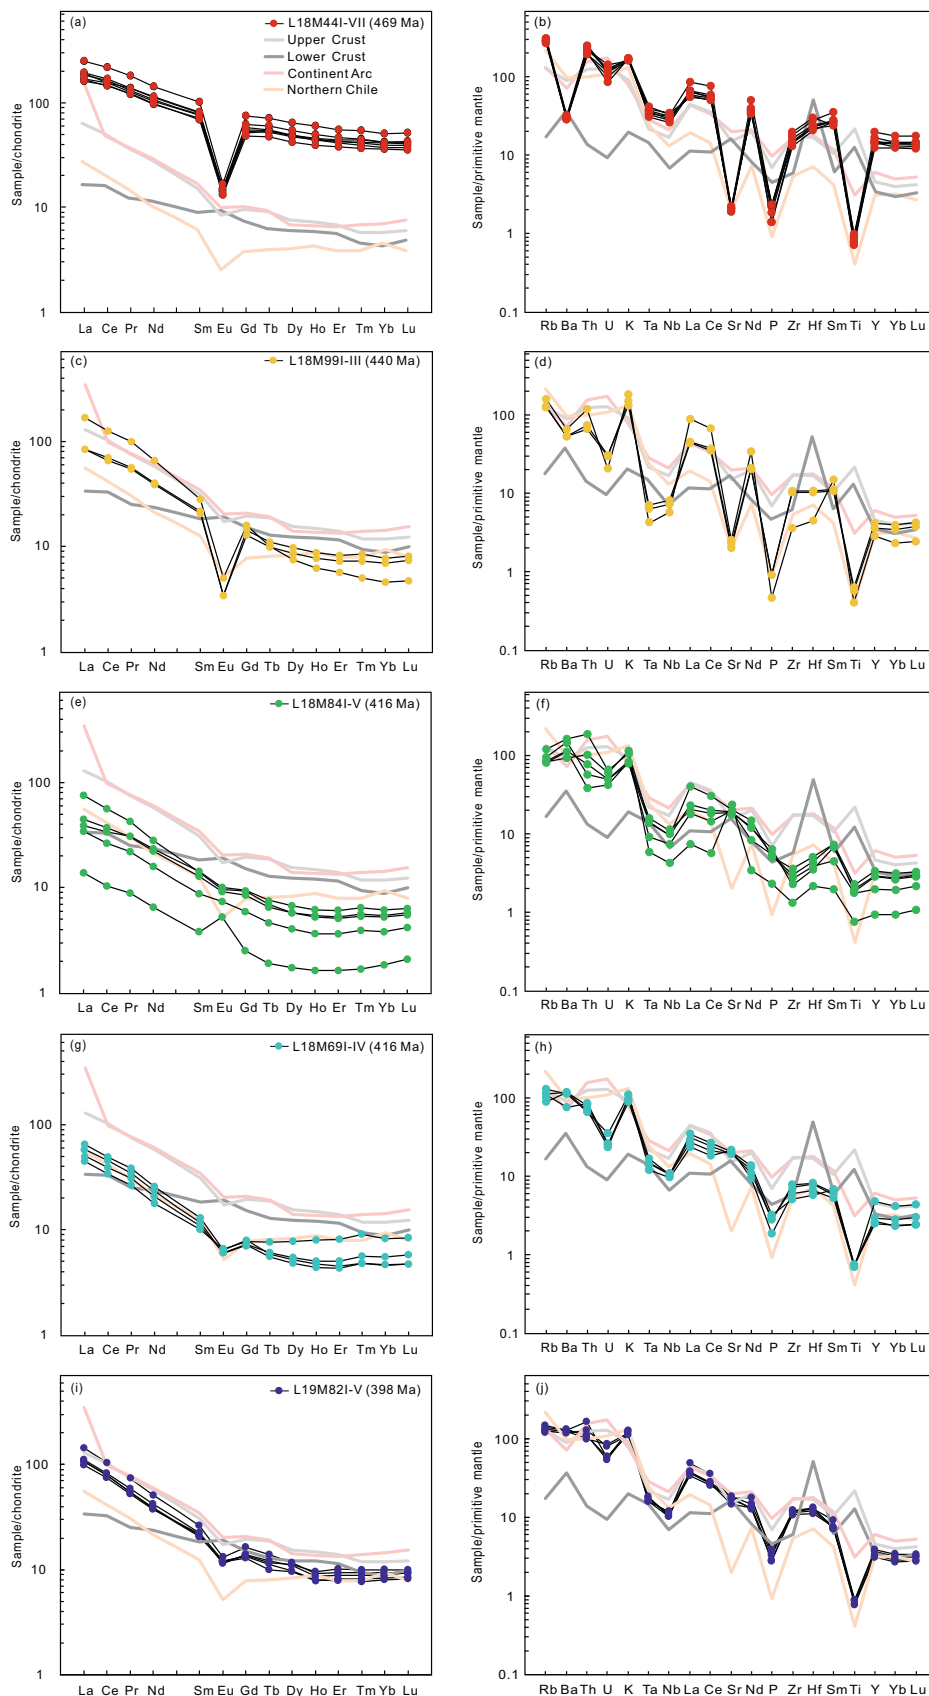 (a)
L18M44I-VII (469 Ma)
Upper Crust
Lower Crust
Continent Arc
Northern Chile
Sample/chondrite
100
10
1
La Ce Pr Nd Sm Eu Gd Tb Dy Ho Er Tm Yb Lu
(b)
Sample/primitive mantle
100
10
1
0.1
Rb Ba Th U K Ta Nb La Ce Sr Nd P Zr Hf Sm Ti Y Yb Lu
(c)
L18M99I-III (440 Ma)
Sample/chondrite
100
10
1
La Ce Pr Nd Sm Eu Gd Tb Dy Ho Er Tm Yb Lu
(d)
Sample/primitive mantle
100
10
1
0.1
Rb Ba Th U K Ta Nb La Ce Sr Nd P Zr Hf Sm Ti Y Yb Lu
(e)
L18M84I-V (416 Ma)
Sample/chondrite
100
10
1
La Ce Pr Nd Sm Eu Gd Tb Dy Ho Er Tm Yb Lu
(f)
Sample/primitive mantle
100
10
1
0.1
Rb Ba Th U K Ta Nb La Ce Sr Nd P Zr Hf Sm Ti Y Yb Lu
(g)
L18M69I-IV (416 Ma)
Sample/chondrite
100
10
1
La Ce Pr Nd Sm Eu Gd Tb Dy Ho Er Tm Yb Lu
(h)
Sample/primitive mantle
100
10
1
0.1
Rb Ba Th U K Ta Nb La Ce Sr Nd P Zr Hf Sm Ti Y Yb Lu
(i)
L19M82I-V (398 Ma)
Sample/chondrite
100
10
1
La Ce Pr Nd Sm Eu Gd Tb Dy Ho Er Tm Yb Lu
(j)
Sample/primitive mantle
100
10
1
0.1
Rb Ba Th U K Ta Nb La Ce Sr Nd P Zr Hf Sm Ti Y Yb Lu